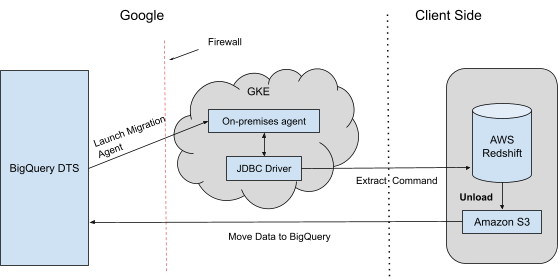 Google
Client Side
Firewall
GKE
On-premises agent
Launch Migration
Agent
BigQuery DTS
JDBC Driver
AWS
Redshift
Extract Command
Unload
Amazon S3
Move Data to BigQuery